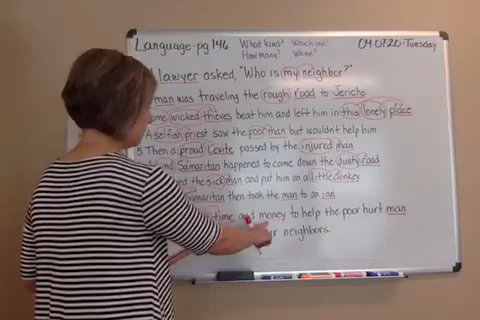 Language-pg 146 What kind? Which one? 04.07.20-Tuesday
How many? Whose?
lawyer asked, "Who is my neighbor?"
man was traveling the rough road to Jericho
wicked thieves beat him and left him in this lonely place
A selfish priest saw the poor man but wouldn't help him
5 Then a proud Levite passed by the injured man
Samaritan happened to come down the dusty road
the sick man and put him on a little donkey
Samaritan then took the man to an inn
time and money to help the poor hurt man
neighbors.